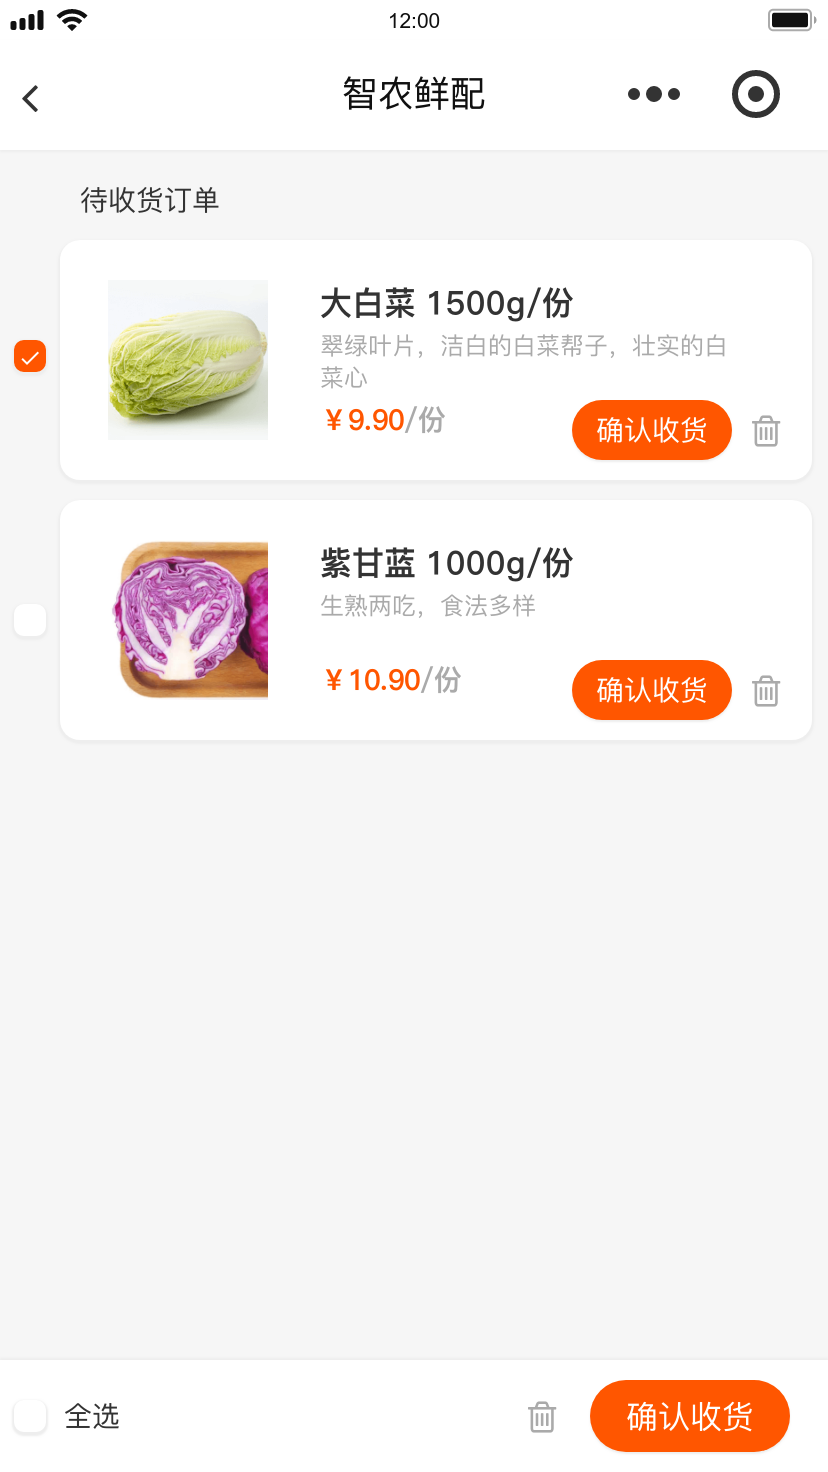 12:00
智农鲜配
待收货订单
大白菜 1500g/份
翠绿叶片，洁白的白菜帮子，壮实的白
菜心
￥9.90/份
确认收货
紫甘蓝 1000g/份
生熟两吃，食法多样
￥10.90/份
确认收货
全选
确认收货